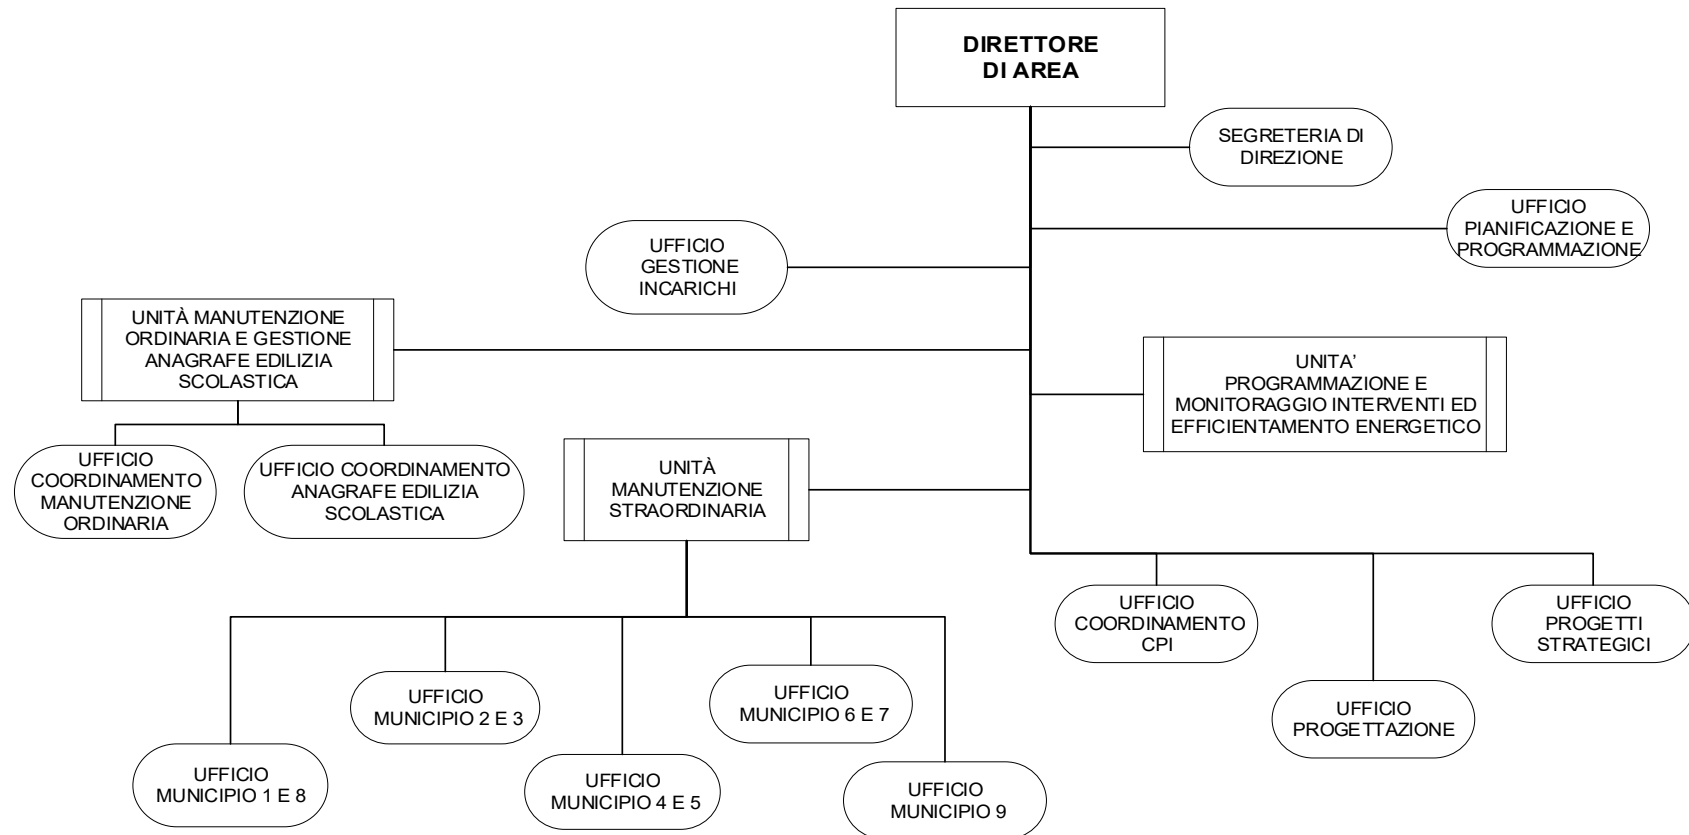 DIRETTORE
DI AREA
SEGRETERIA DI
DIREZIONE
UFFICIO
PIANIFICAZIONE E
PROGRAMMAZIONE
UFFICIO
GESTIONE
INCARICHI
UNITÀ MANUTENZIONE
ORDINARIA E GESTIONE
ANAGRAFE EDILIZIA
SCOLASTICA
UNITA’
PROGRAMMAZIONE E
MONITORAGGIO INTERVENTI ED
EFFICIENTAMENTO ENERGETICO
UFFICIO
COORDINAMENTO
MANUTENZIONE
ORDINARIA
UFFICIO COORDINAMENTO
ANAGRAFE EDILIZIA
SCOLASTICA
UNITÀ
MANUTENZIONE
STRAORDINARIA
UFFICIO
COORDINAMENTO
CPI
UFFICIO
PROGETTI
STRATEGICI
UFFICIO
PROGETTAZIONE
UFFICIO
MUNICIPIO 1 E 8
UFFICIO
MUNICIPIO 2 E 3
UFFICIO
MUNICIPIO 4 E 5
UFFICIO
MUNICIPIO 6 E 7
UFFICIO
MUNICIPIO 9